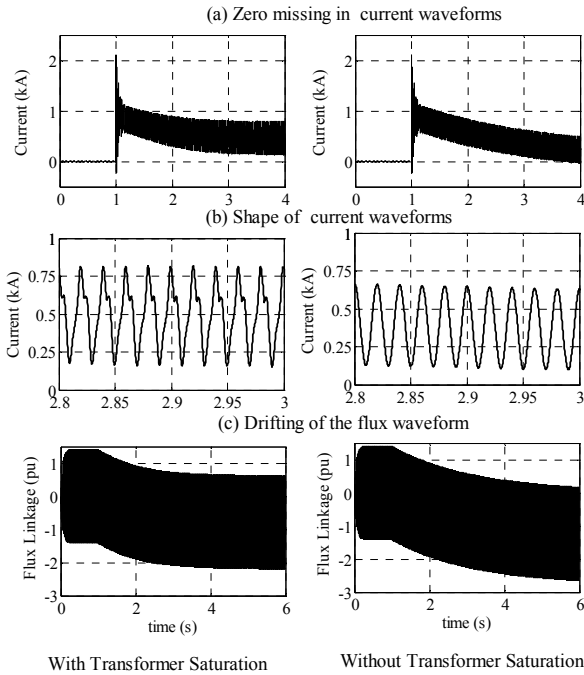 (a) Zero missing in current waveforms
Current (kA)
2
1
0
0 1 2 3 4
Current (kA)
2
1
0
0 1 2 3 4
(b) Shape of current waveforms
Current (kA)
1
0.75
0.5
0.25
0
2.8 2.85 2.9 2.95 3
Current (kA)
1
0.75
0.5
0.25
0
2.8 2.85 2.9 2.95 3
(c) Drifting of the flux waveform
Flux Linkage (pu)
1
0
-1
-2
-3
0 2 4 6
time (s)
Flux Linkage (pu)
1
0
-1
-2
-3
0 2 4 6
time (s)
With Transformer Saturation
Without Transformer Saturation